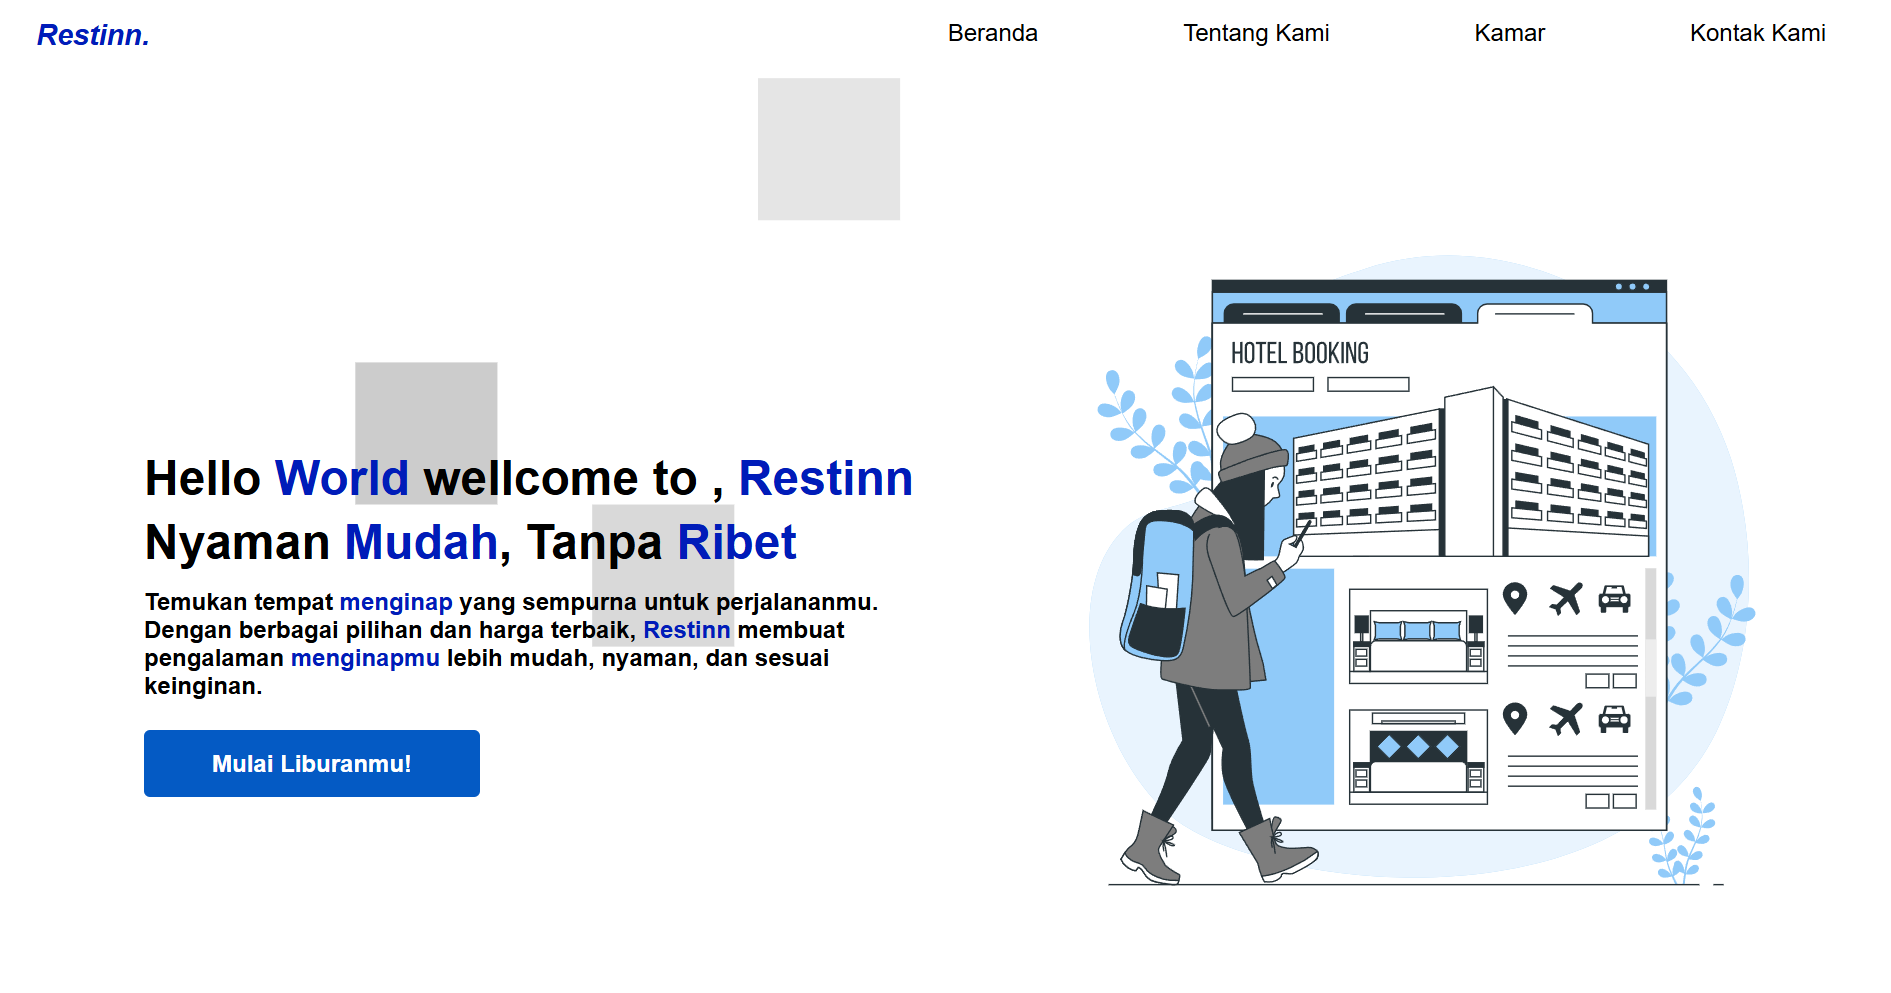 Restinn.
Beranda
Tentang Kami
Kamar
Kontak Kami
Hello World wellcome to , Restinn
Nyaman Mudah, Tanpa Ribet
Temukan tempat menginap yang sempurna untuk perjalananmu.
Dengan berbagai pilihan dan harga terbaik, Restinn membuat
pengalaman menginapmu lebih mudah, nyaman, dan sesuai
keinginan.
Mulai Liburanmu!
HOTEL BOOKING